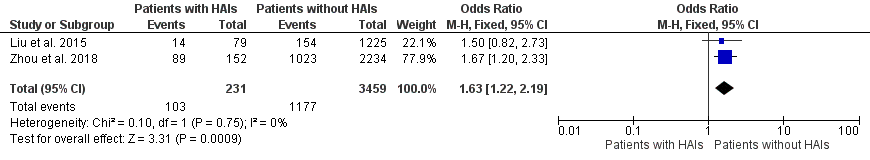 Patients with HAIs Patients without HAIs Odds Ratio Odds Ratio
Study or Subgroup Events Total Events Total Weight M-H, Fixed, 95% CI M-H, Fixed, 95% CI
Liu et al. 2015 14 79 154 1225 22.1% 1.50 [0.82, 2.73]
Zhou et al. 2018 89 152 1023 2234 77.9% 1.67 [1.20, 2.33]
Total (95% CI) 231 3459 100.0% 1.63 [1.22, 2.19]
Total events 103 1177
Heterogeneity: Chi² = 0.10, df = 1 (P = 0.75); I² = 0%
Test for overall effect: Z = 3.31 (P = 0.0009)
0.01 0.1 1 10 100
Patients with HAIs Patients without HAIs